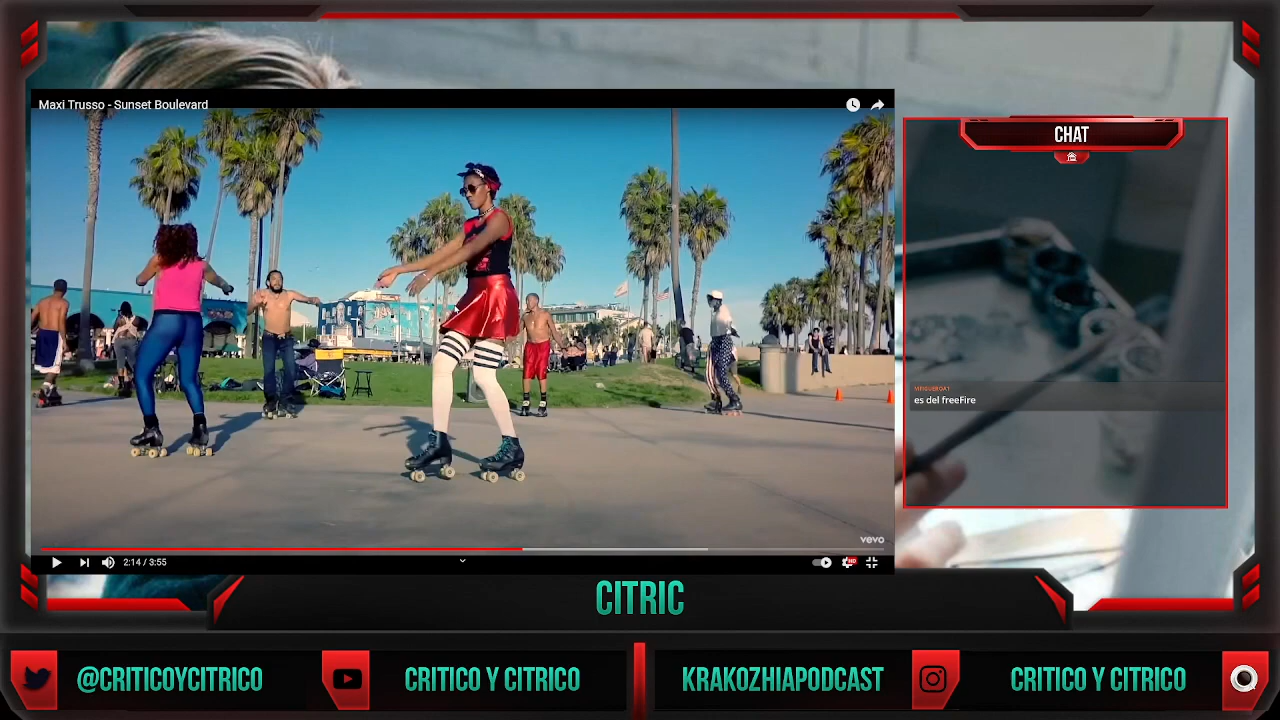 Maxi Trusso - Sunset Boulevard
CHAT
es del freeFire
vevo
2:14 / 3:55
HD
CITRIC
@CRITICOYCITRICO
CRITICO Y CITRICO
KRAKOZHIAPODCAST
CRITICO Y CITRICO